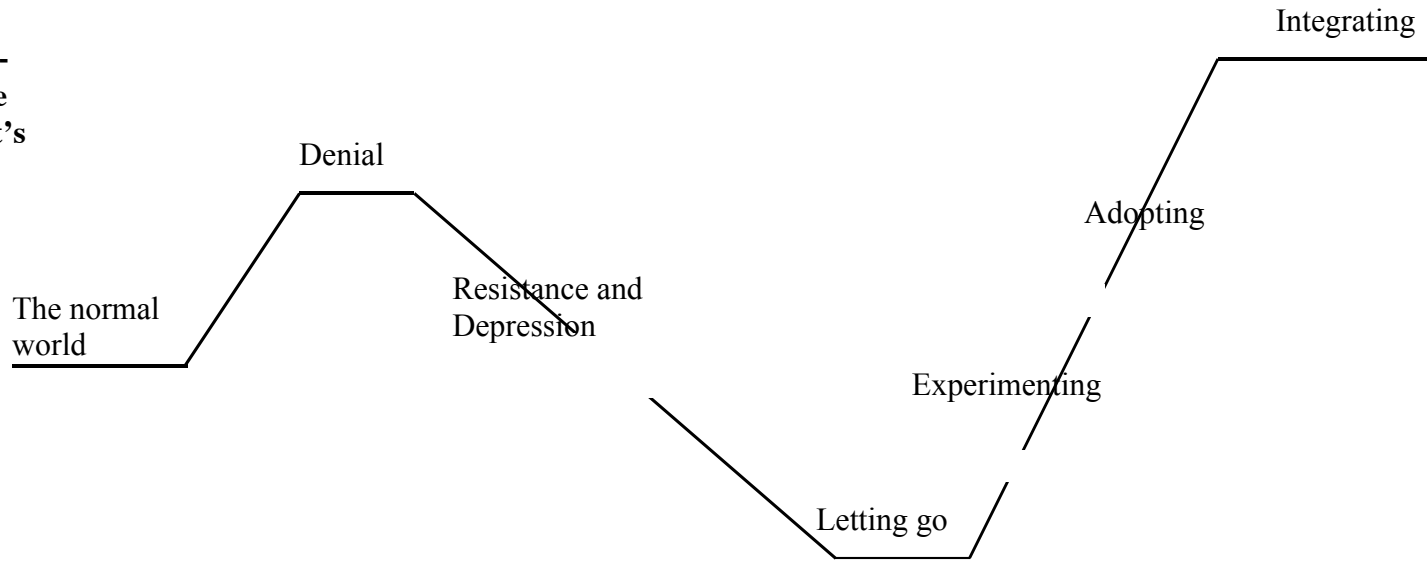 Integrating
e
t's
Denial
Adopting
Resistance and
Depression
The normal
world
Experimenting
Letting go